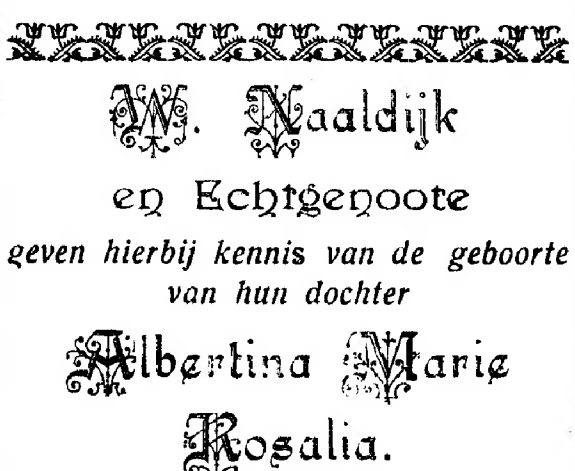 W. Naaldijk
en Echtgenoote
geven hierbij kennis van de geboorte
van hun dochter
Albertina Marie
Rosalia.